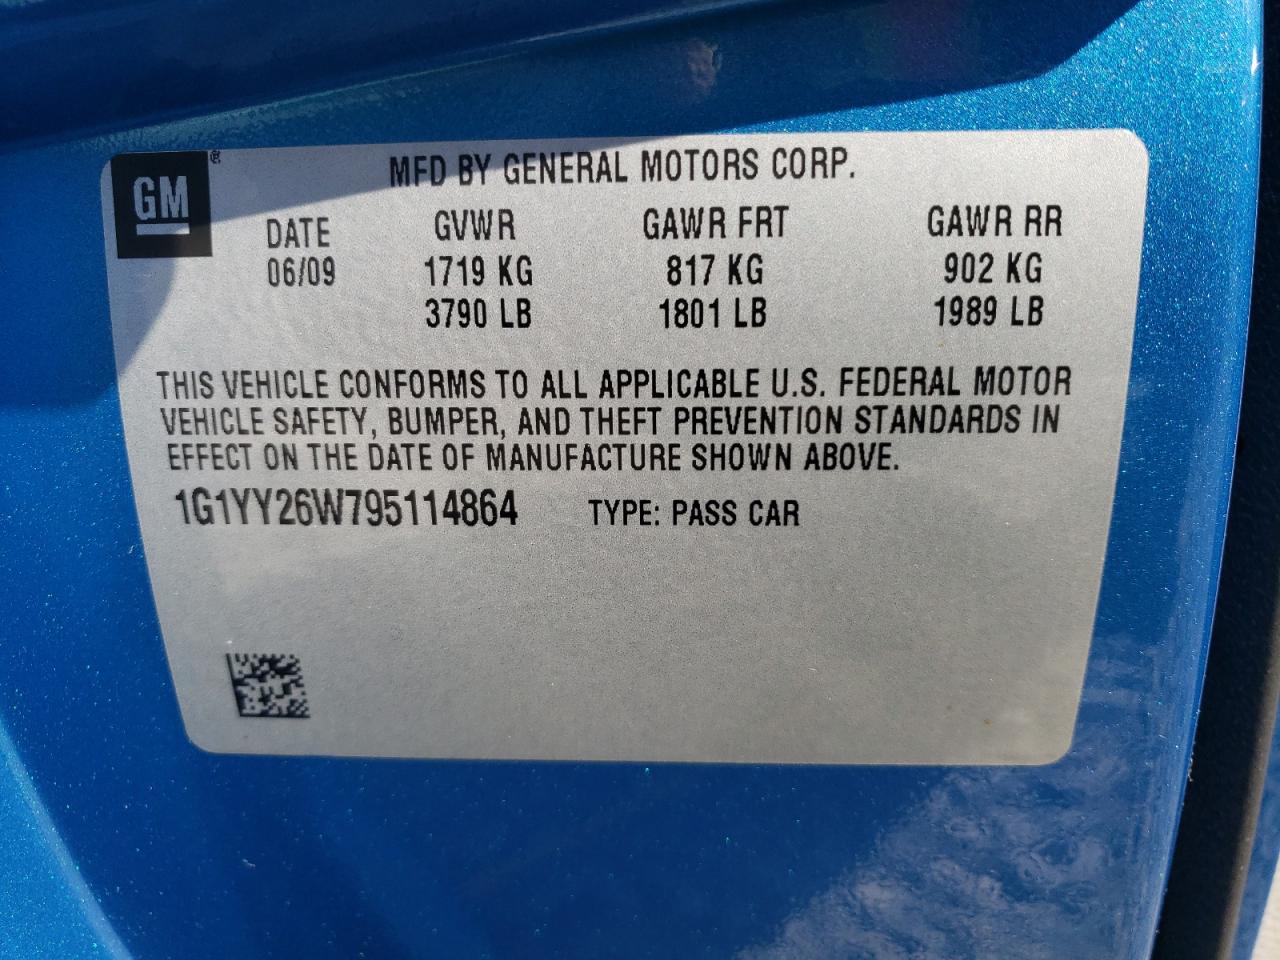 GM®
MFD BY GENERAL MOTORS CORP.
DATE GVWR GAWR FRT GAWR RR
06/09 1719 KG 817 KG 902 KG
3790 LB 1801 LB 1989 LB
THIS VEHICLE CONFORMS TO ALL APPLICABLE U.S. FEDERAL MOTOR
VEHICLE SAFETY, BUMPER, AND THEFT PREVENTION STANDARDS IN
EFFECT ON THE DATE OF MANUFACTURE SHOWN ABOVE.
1G1YY26W795114864 TYPE: PASS CAR